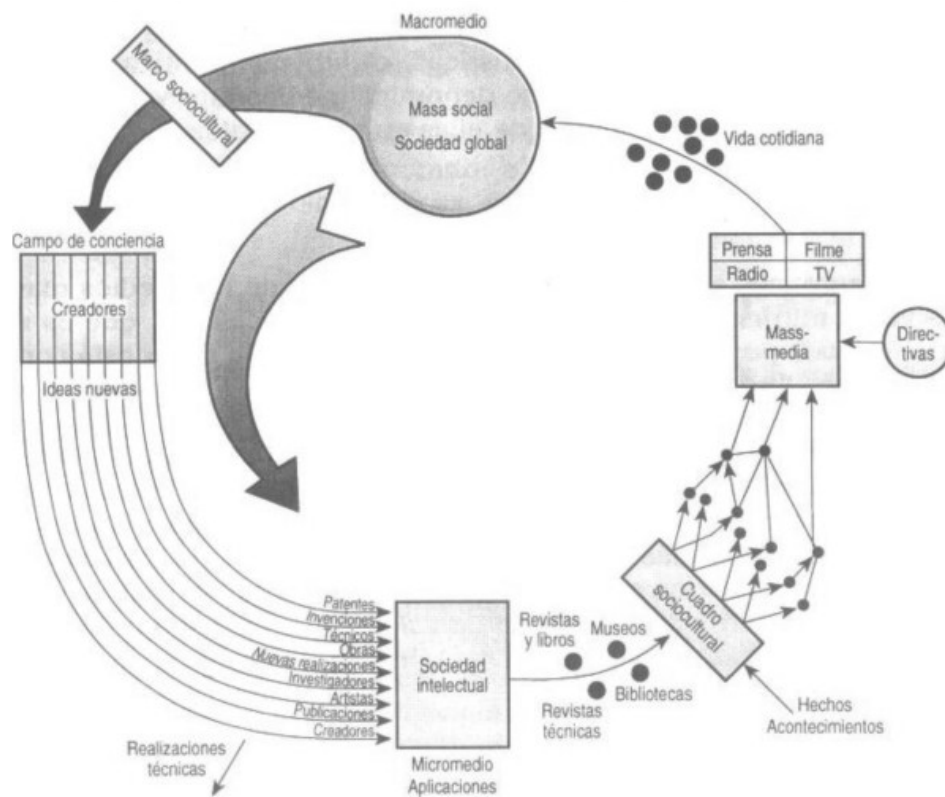 Macromedio
Marco sociocultural
Masa social
Sociedad global
Vida cotidiana
Campo de conciencia
Creadores
Ideas nuevas
Prensa
Filme
Radio
TV
Mass-
media
Direc-
tivas
Patentes
Invenciones
Técnicos
Obras
Nuevas realizaciones
Investigadores
Artistas
Publicaciones
Creadores
Realizaciones
técnicas
Sociedad
intelectual
Micromedio
Aplicaciones
Revistas
y libros
Museos
Bibliotecas
Revistas
técnicas
Cuadro
sociocultural
Hechos
Acontecimientos